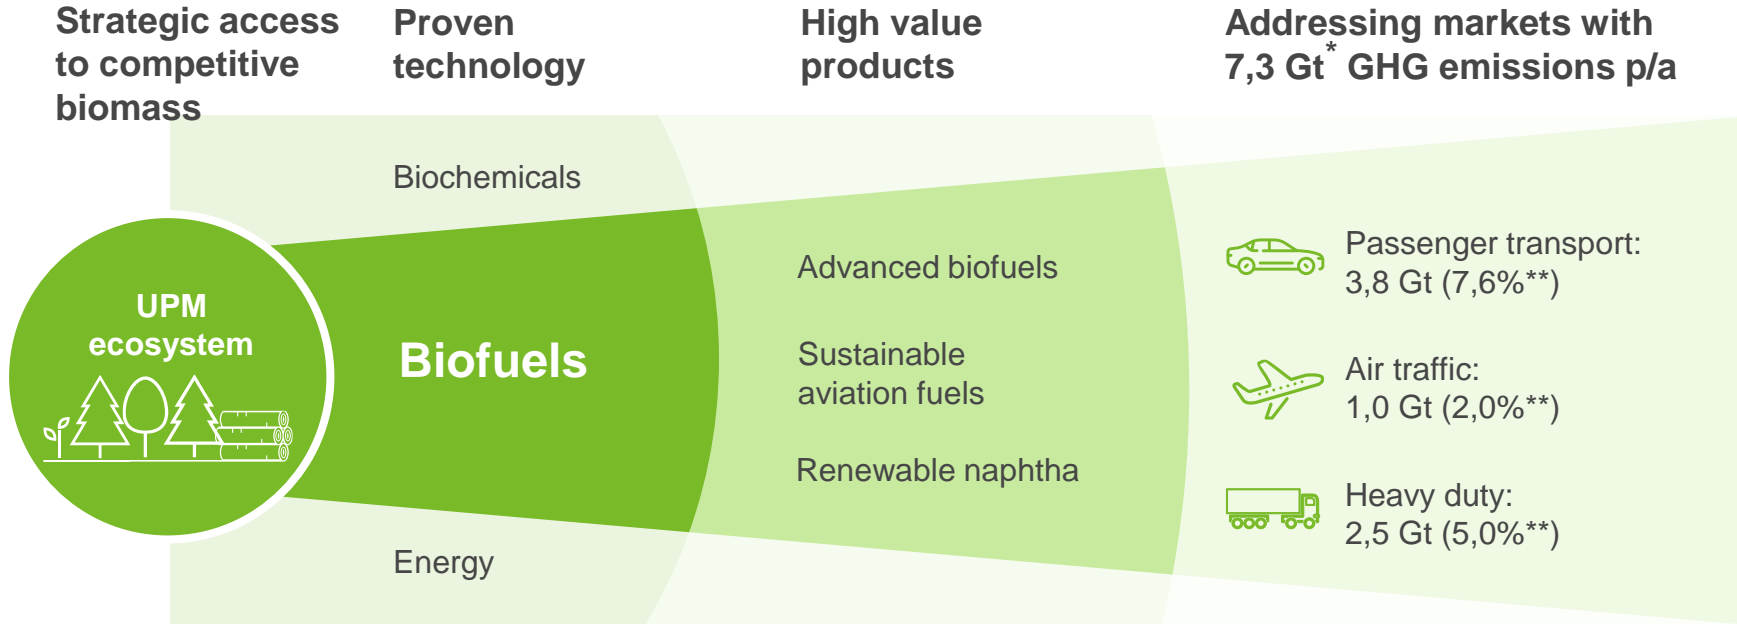 Strategic access
to competitive
biomass
Proven
technology
High value
products
Addressing markets with
7,3 Gt* GHG emissions p/a
UPM
ecosystem
Biochemicals
Biofuels
Energy
Advanced biofuels
Sustainable
aviation fuels
Renewable naphtha
Passenger transport:
3,8 Gt (7,6%**)
Air traffic:
1,0 Gt (2,0%**)
Heavy duty:
2,5 Gt (5,0%**)